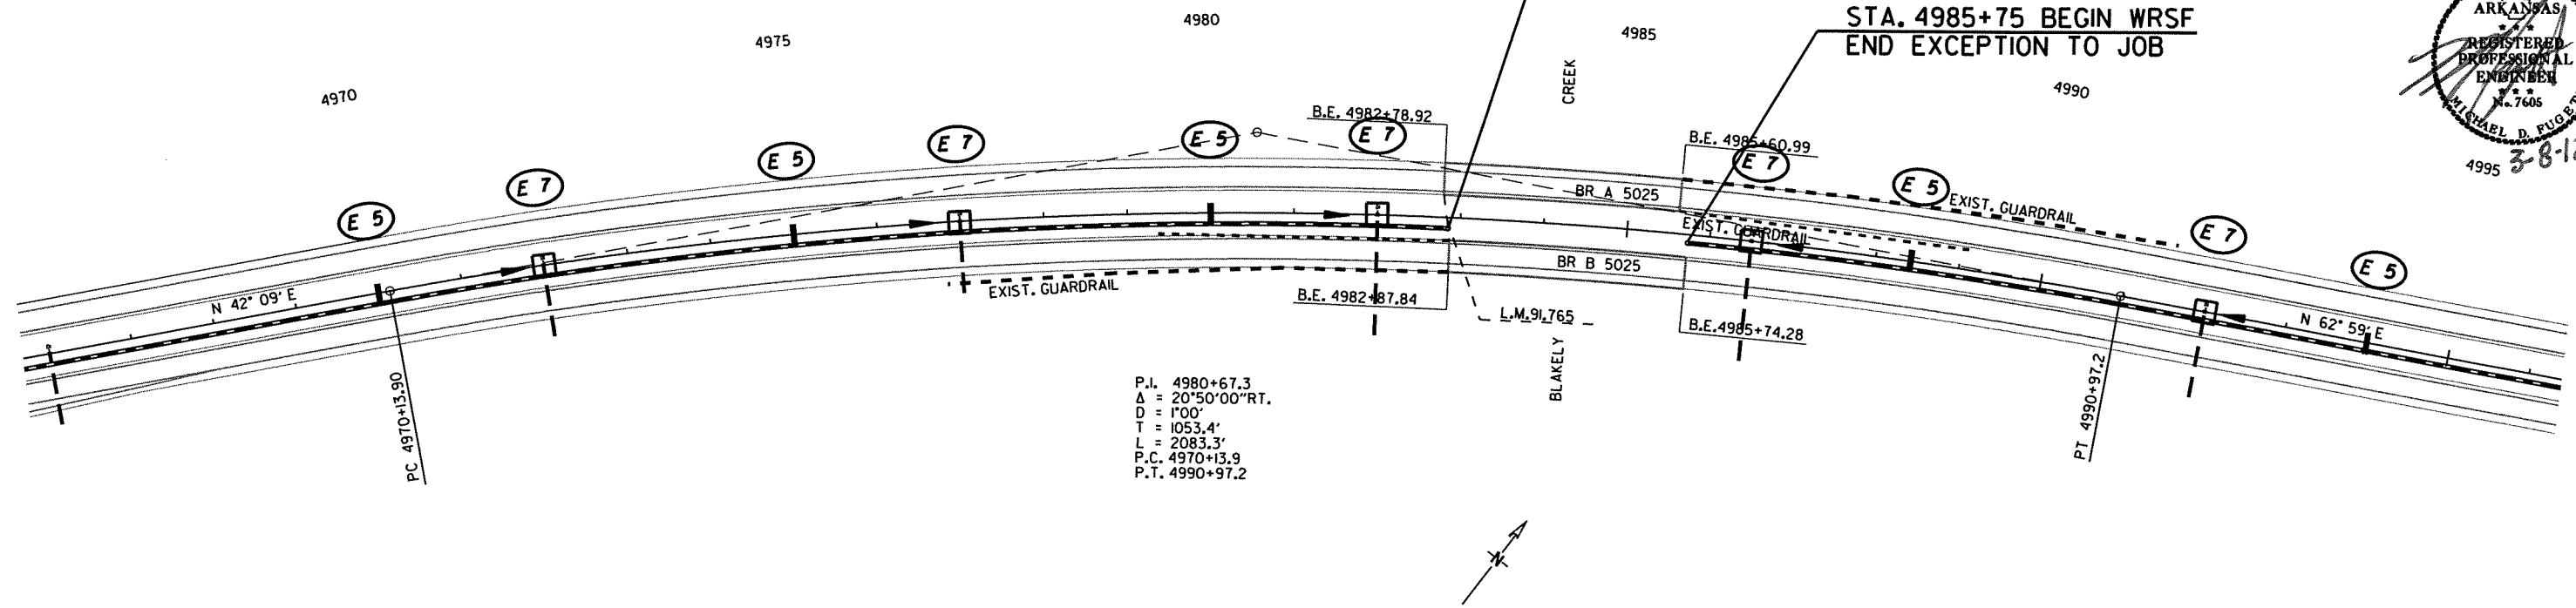 4970
4975
4980
4985
4990
4995
STA. 4985+75 BEGIN WRSF
END EXCEPTION TO JOB
ARKANSAS
REGISTERED
PROFESSIONAL
ENGINEER
No. 7605
MICHAEL D.
CREEK
B.E. 4982+78.92
B.E. 4985+60.99
E 5
E 7
E 5
E 7
E 5
E 7
E 7
E 5
E 7
E 5
BR A 5025
EXIST. GUARDRAIL
EXIST. GUARDRAIL
N 42° 09' E
EXIST. GUARDRAIL
BR B 5025
B.E. 4982+87.84
L.M.91.765
B.E.4985+74.28
N 62° 59' E
PC 4970+13.90
BLAKELY
PT 4990+97.2
P.I. 4980+67.3
Δ = 20°50'00"RT.
D = 1°00'
T = 1053.4'
L = 2083.3'
P.C. 4970+13.9
P.T. 4990+97.2
N